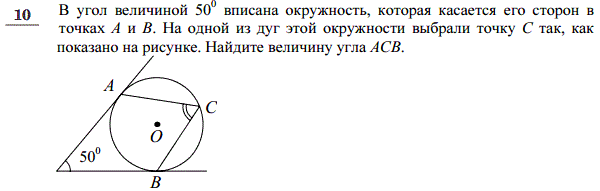 10
В угол величиной 50⁰ вписана окружность, которая касается его сторон в
точках A и B. На одной из дуг этой окружности выбрали точку C так, как
показано на рисунке. Найдите величину угла ACB.
A
C
O
50⁰
B